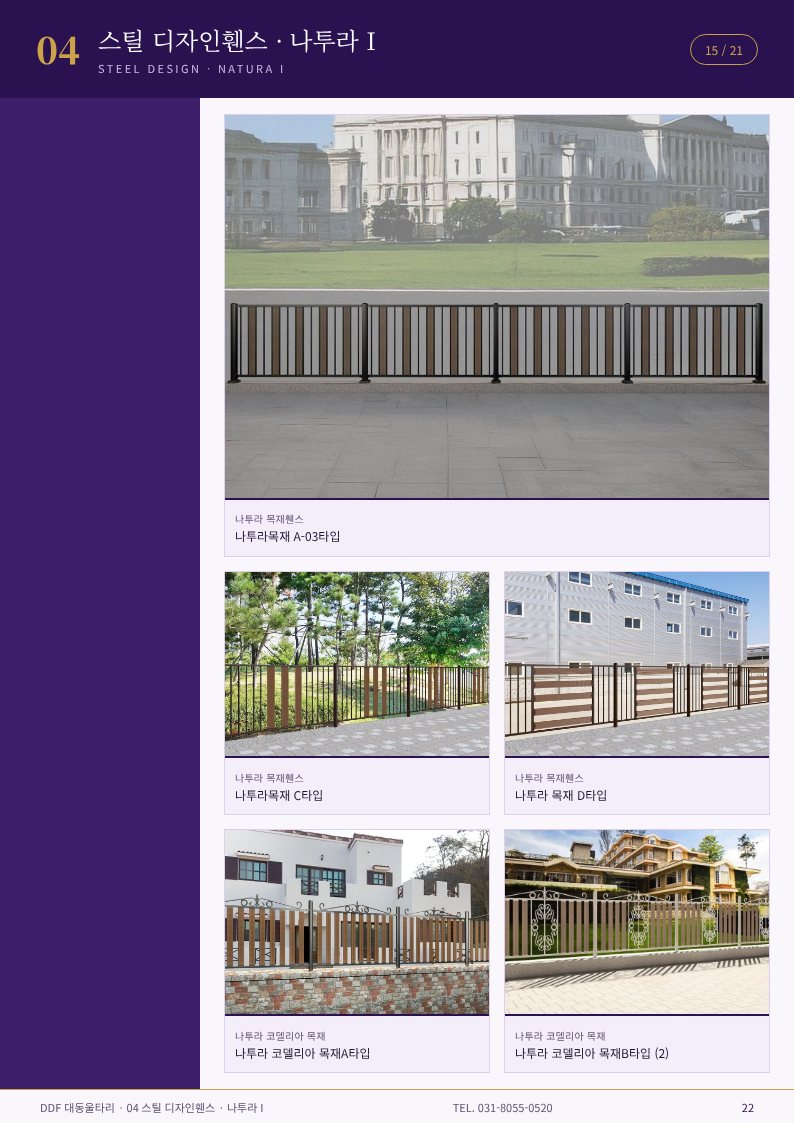 04
스틸 디자인휀스 · 나투라 I
STEEL DESIGN · NATURA I
15 / 21
나투라 목재휀스
나투라목재 A-03타입
나투라 목재휀스
나투라목재 C타입
나투라 목재휀스
나투라 목재 D타입
나투라 코델리아 목재
나투라 코델리아 목재A타입
나투라 코델리아 목재
나투라 코델리아 목재B타입 (2)
DDF 대동울타리 · 04 스틸 디자인휀스 · 나투라 I
TEL. 031-8055-0520
22